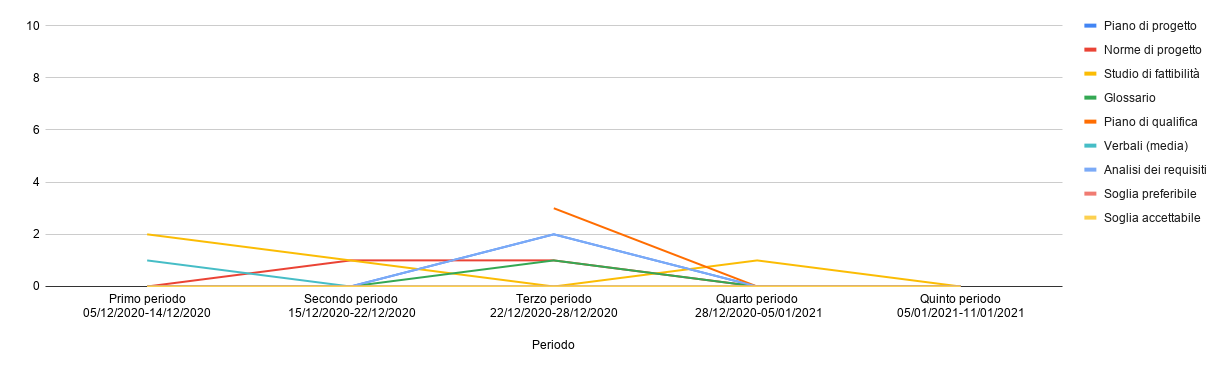 10
8
6
4
2
0
Primo periodo
05/12/2020-14/12/2020
Secondo periodo
15/12/2020-22/12/2020
Terzo periodo
22/12/2020-28/12/2020
Quarto periodo
28/12/2020-05/01/2021
Quinto periodo
05/01/2021-11/01/2021
Periodo
Piano di progetto
Norme di progetto
Studio di fattibilità
Glossario
Piano di qualifica
Verbali (media)
Analisi dei requisiti
Soglia preferibile
Soglia accettabile